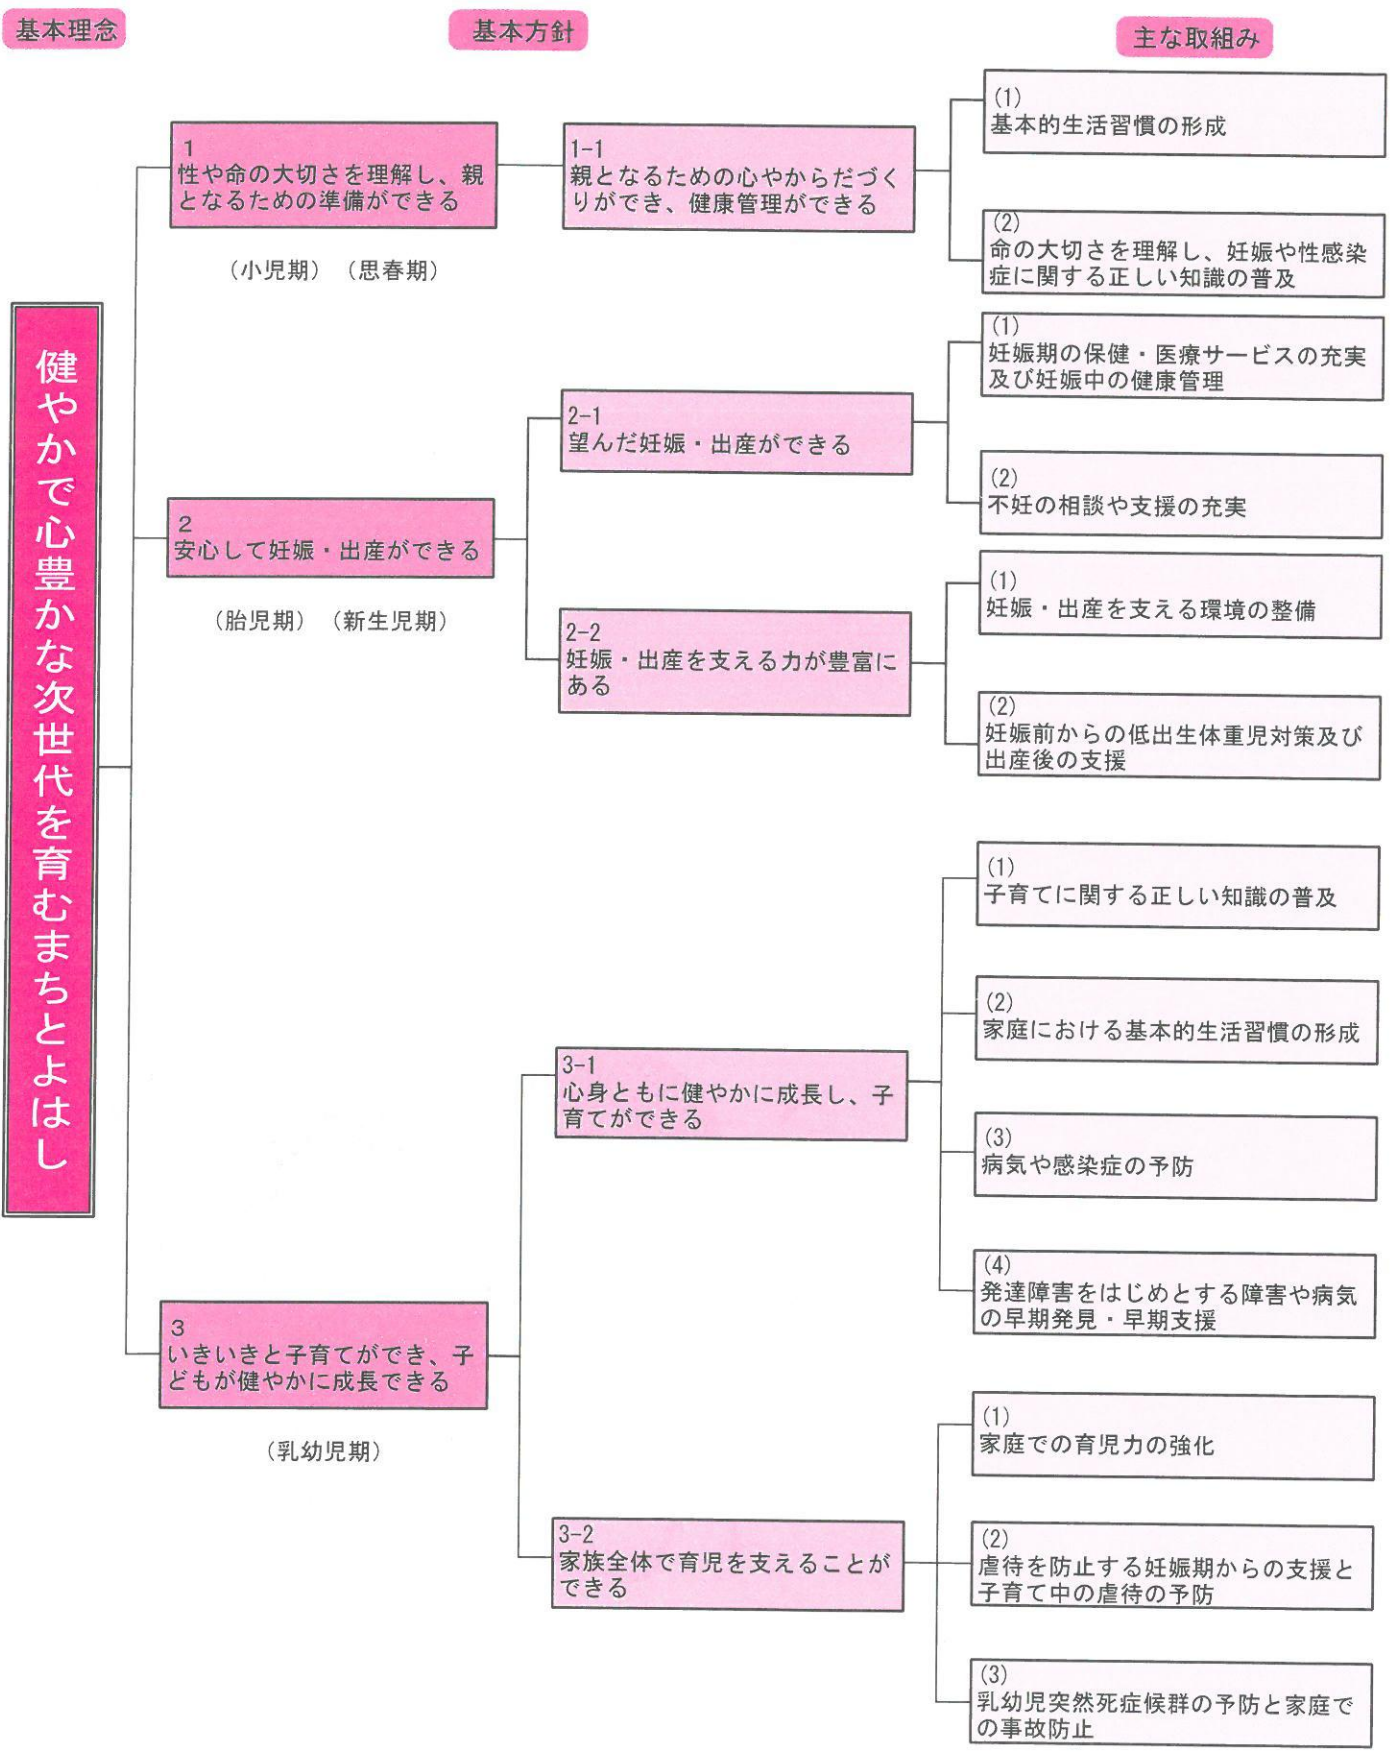 基本理念
基本方針
主な取組み
健やかで心豊かな次世代を育むまちとよはし
1
性や命の大切さを理解し、親
となるための準備ができる
（小児期）（思春期）
1-1
親となるための心やからだづく
りができ、健康管理ができる
(1)
基本的生活習慣の形成
(2)
命の大切さを理解し、妊娠や性感染
症に関する正しい知識の普及
2
安心して妊娠・出産ができる
（胎児期）（新生児期）
2-1
望んだ妊娠・出産ができる
(1)
妊娠期の保健・医療サービスの充実
及び妊娠中の健康管理
(2)
不妊の相談や支援の充実
2-2
妊娠・出産を支える力が豊富に
ある
(1)
妊娠・出産を支える環境の整備
(2)
妊娠前からの低出生体重児対策及び
出産後の支援
3
いきいきと子育てができ、子
どもが健やかに成長できる
（乳幼児期）
3-1
心身ともに健やかに成長し、子
育てができる
(1)
子育てに関する正しい知識の普及
(2)
家庭における基本的生活習慣の形成
(3)
病気や感染症の予防
(4)
発達障害をはじめとする障害や病気
の早期発見・早期支援
3-2
家族全体で育児を支えることが
できる
(1)
家庭での育児力の強化
(2)
虐待を防止する妊娠期からの支援と
子育て中の虐待の予防
(3)
乳幼児突然死症候群の予防と家庭で
の事故防止